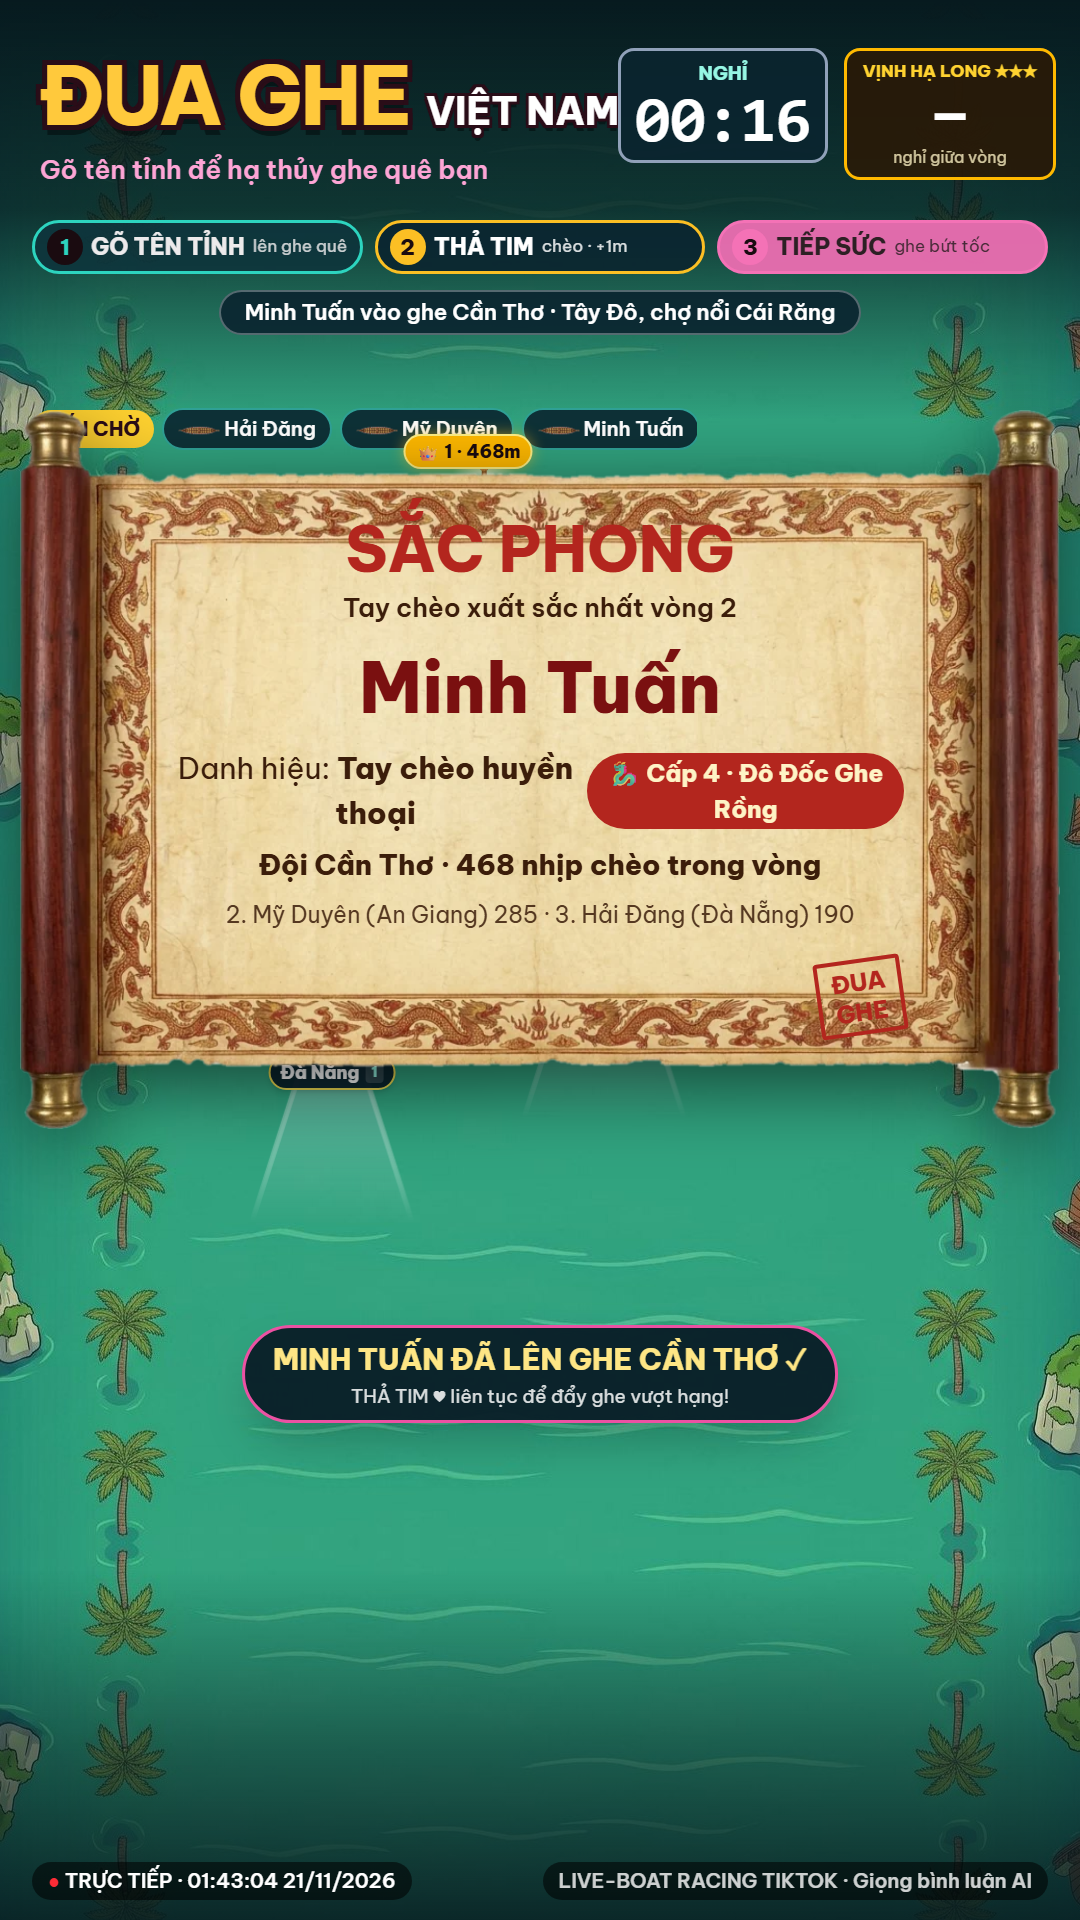 ĐUA GHE VIỆT NAM
Gõ tên tỉnh để hạ thủy ghe quê bạn
NGHỈ
00:16
VỊNH HẠ LONG ★★★
—
nghỉ giữa vòng
1 GÕ TÊN TỈNH lên ghe quê
2 THẢ TIM chèo · +1m
3 TIẾP SỨC ghe bứt tốc
Minh Tuấn vào ghe Cần Thơ · Tây Đô, chợ nổi Cái Răng
CHỜ
Hải Đăng
Mỹ Duyên
Minh Tuấn
1 · 468m
SẮC PHONG
Tay chèo xuất sắc nhất vòng 2
Minh Tuấn
Danh hiệu: Tay chèo huyền
thoại
Cấp 4 · Đô Đốc Ghe
Rồng
Đội Cần Thơ · 468 nhịp chèo trong vòng
2. Mỹ Duyên (An Giang) 285 · 3. Hải Đăng (Đà Nẵng) 190
ĐUA
GHE
Đà Nẵng 1
MINH TUẤN ĐÃ LÊN GHE CẦN THƠ ✓
THẢ TIM ♥ liên tục để đẩy ghe vượt hạng!
● TRỰC TIẾP · 01:43:04 21/11/2026
LIVE-BOAT RACING TIKTOK · Giọng bình luận AI